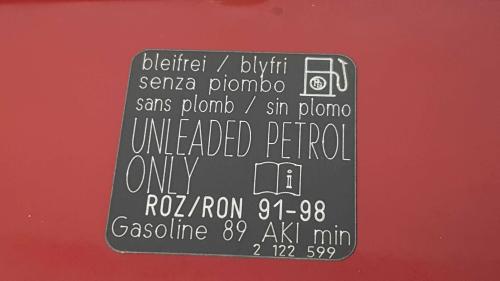 bleifrei / blyfri
senza piombo
sans plomb / sin plomo
UNLEADED PETROL
ONLY
ROZ/RON 91-98
Gasoline 89 AKI min
2 122 599